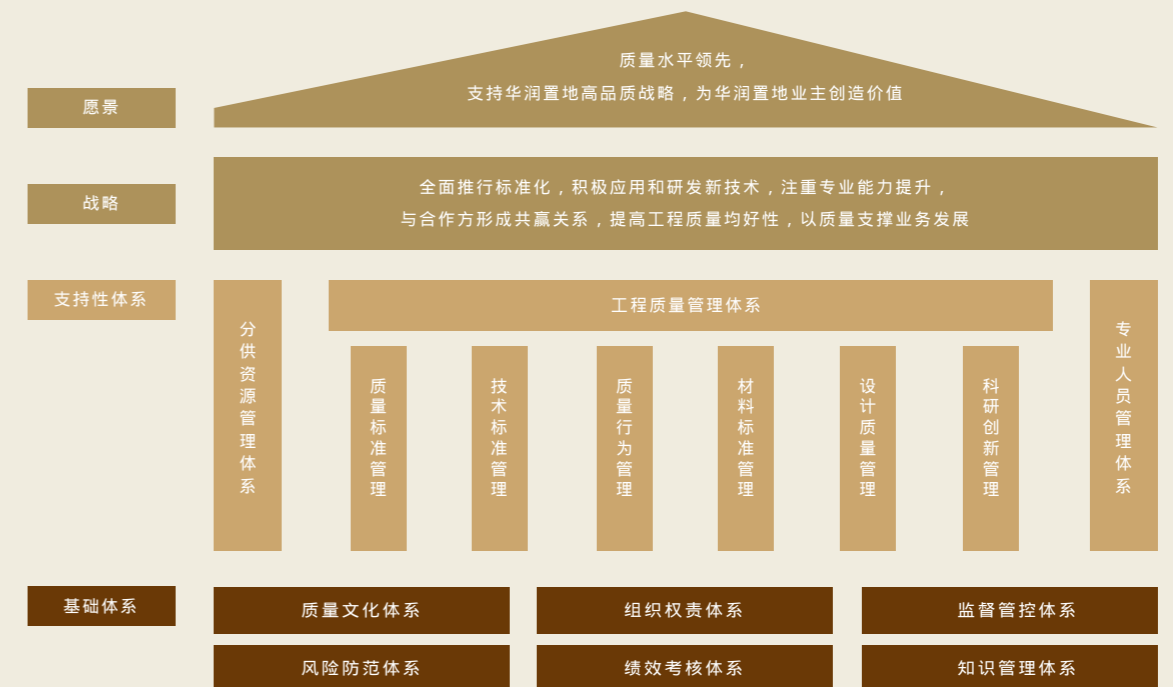 质量水平领先，
支持华润置地高品质战略，为华润置地业主创造价值
愿景
全面推行标准化，积极应用和研发新技术，注重专业能力提升，
与合作方形成共赢关系，提高工程质量均好性，以质量支撑业务发展
战略
支持性体系
分供资源管理体系
工程质量管理体系
质量标准管理
技术标准管理
质量行为管理
材料标准管理
设计质量管理
科研创新管理
专业人员管理体系
基础体系
质量文化体系
组织权责体系
监督管控体系
风险防范体系
绩效考核体系
知识管理体系